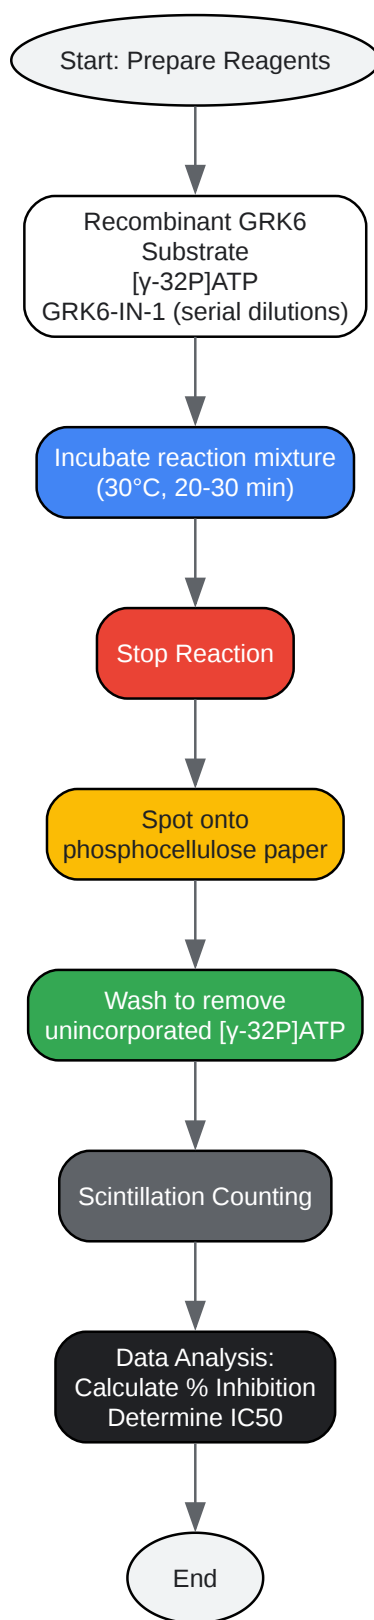 Start: Prepare Reagents
Recombinant GRK6
Substrate
[γ-32P]ATP
GRK6-IN-1 (serial dilutions)
Incubate reaction mixture
(30°C, 20-30 min)
Stop Reaction
Spot onto
phosphocellulose paper
Wash to remove
unincorporated [γ-32P]ATP
Scintillation Counting
Data Analysis:
Calculate % Inhibition
Determine IC50
End